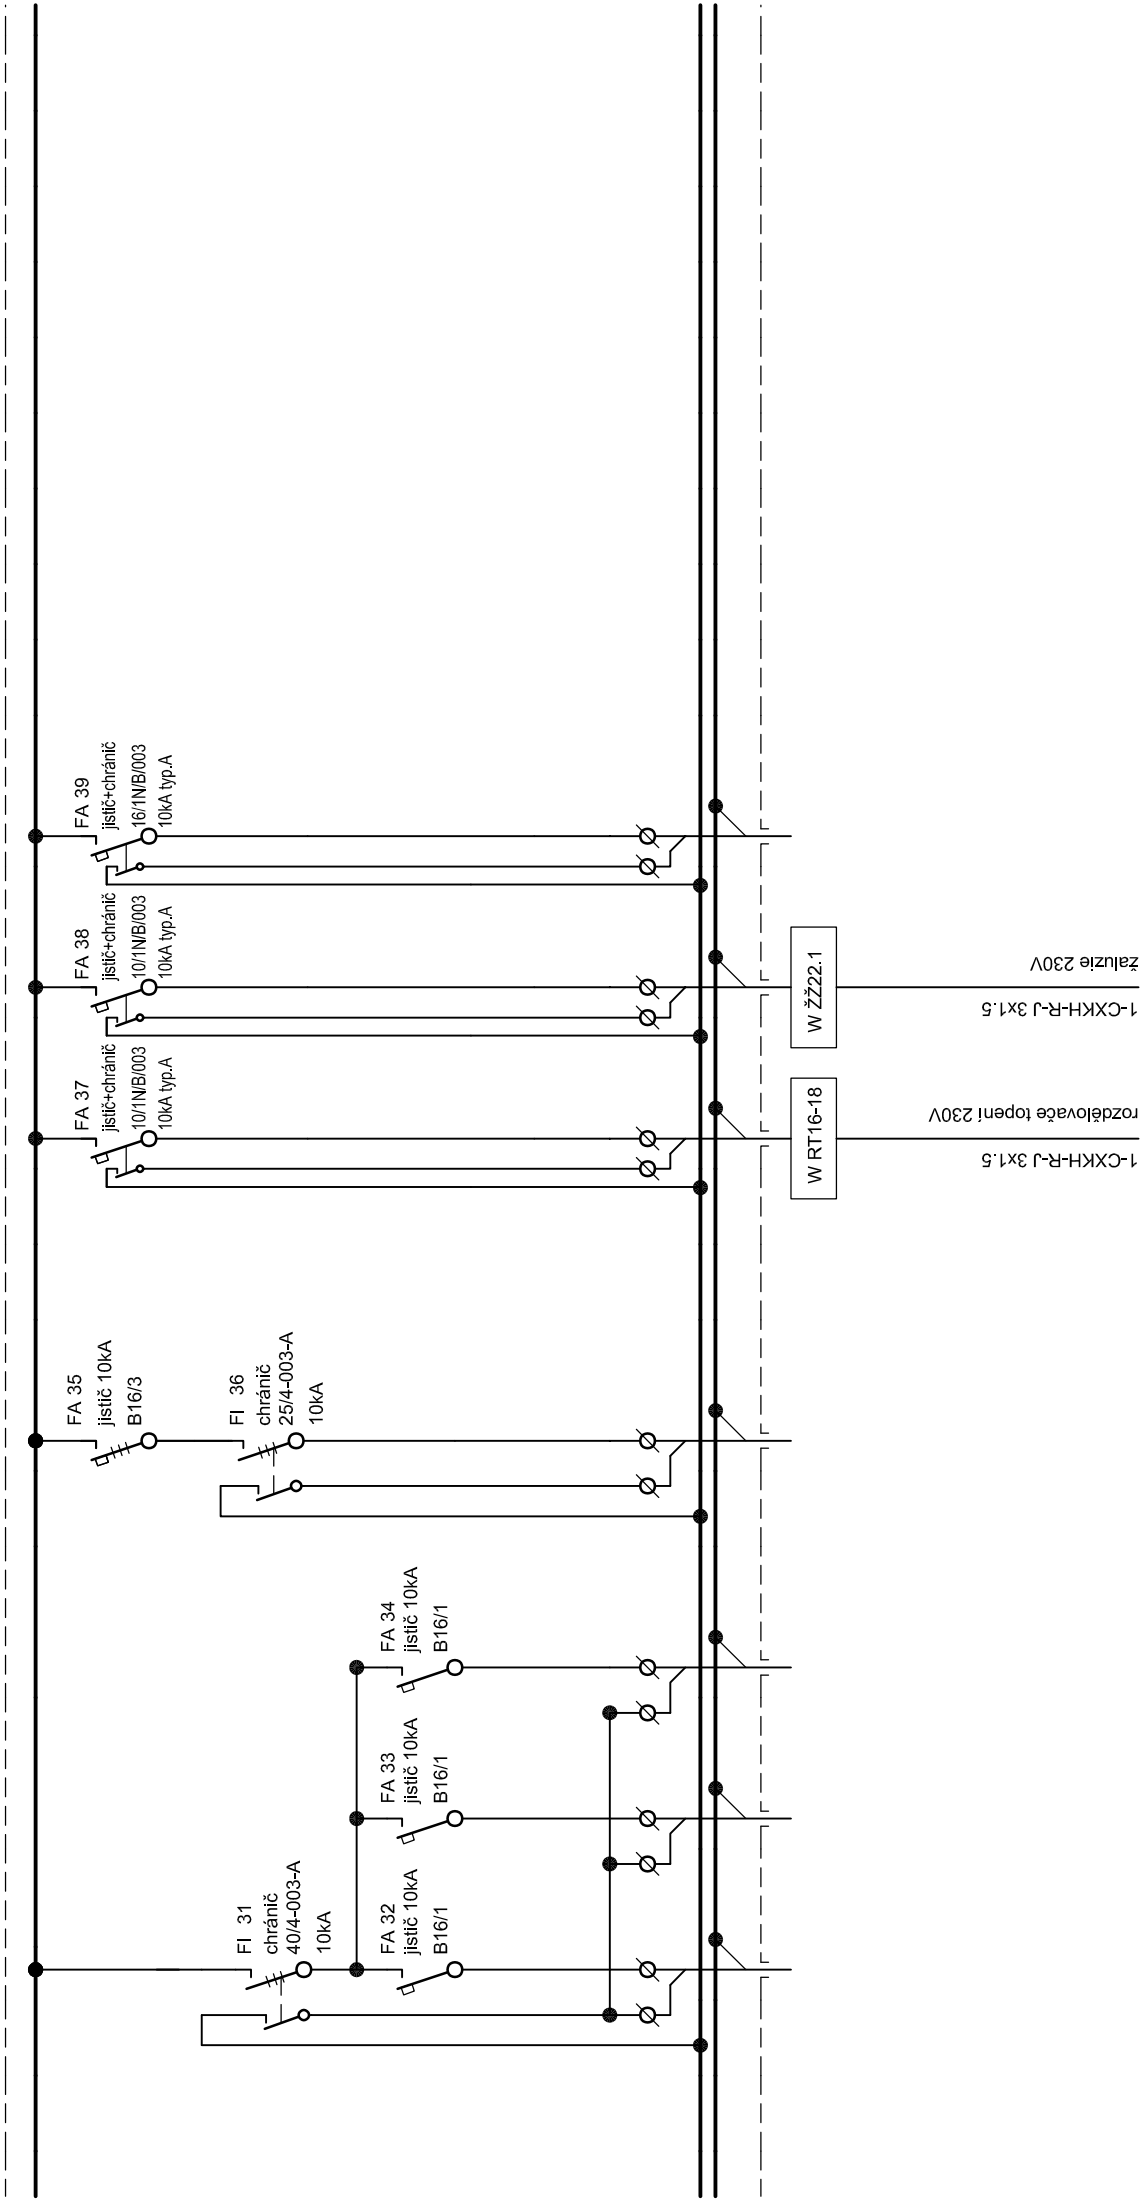 FI 31
chránič
40/4-003-A
10kA
FA 32
jistič 10kA
B16/1
FA 33
jistič 10kA
B16/1
FA 34
jistič 10kA
B16/1
FA 35
jistič 10kA
B16/3
FI 36
chránič
25/4-003-A
10kA
FA 37
jistič+chránič
10/1N/B/003
10kA typ.A
FA 38
jistič+chránič
10/1N/B/003
10kA typ.A
FA 39
jistič+chránič
16/1N/B/003
10kA typ.A
W RT16-18
rozdělovače topení 230V
1-CXKH-R-J 3x1.5
W ŽŽ22.1
žaluzie 230V
1-CXKH-R-J 3x1.5